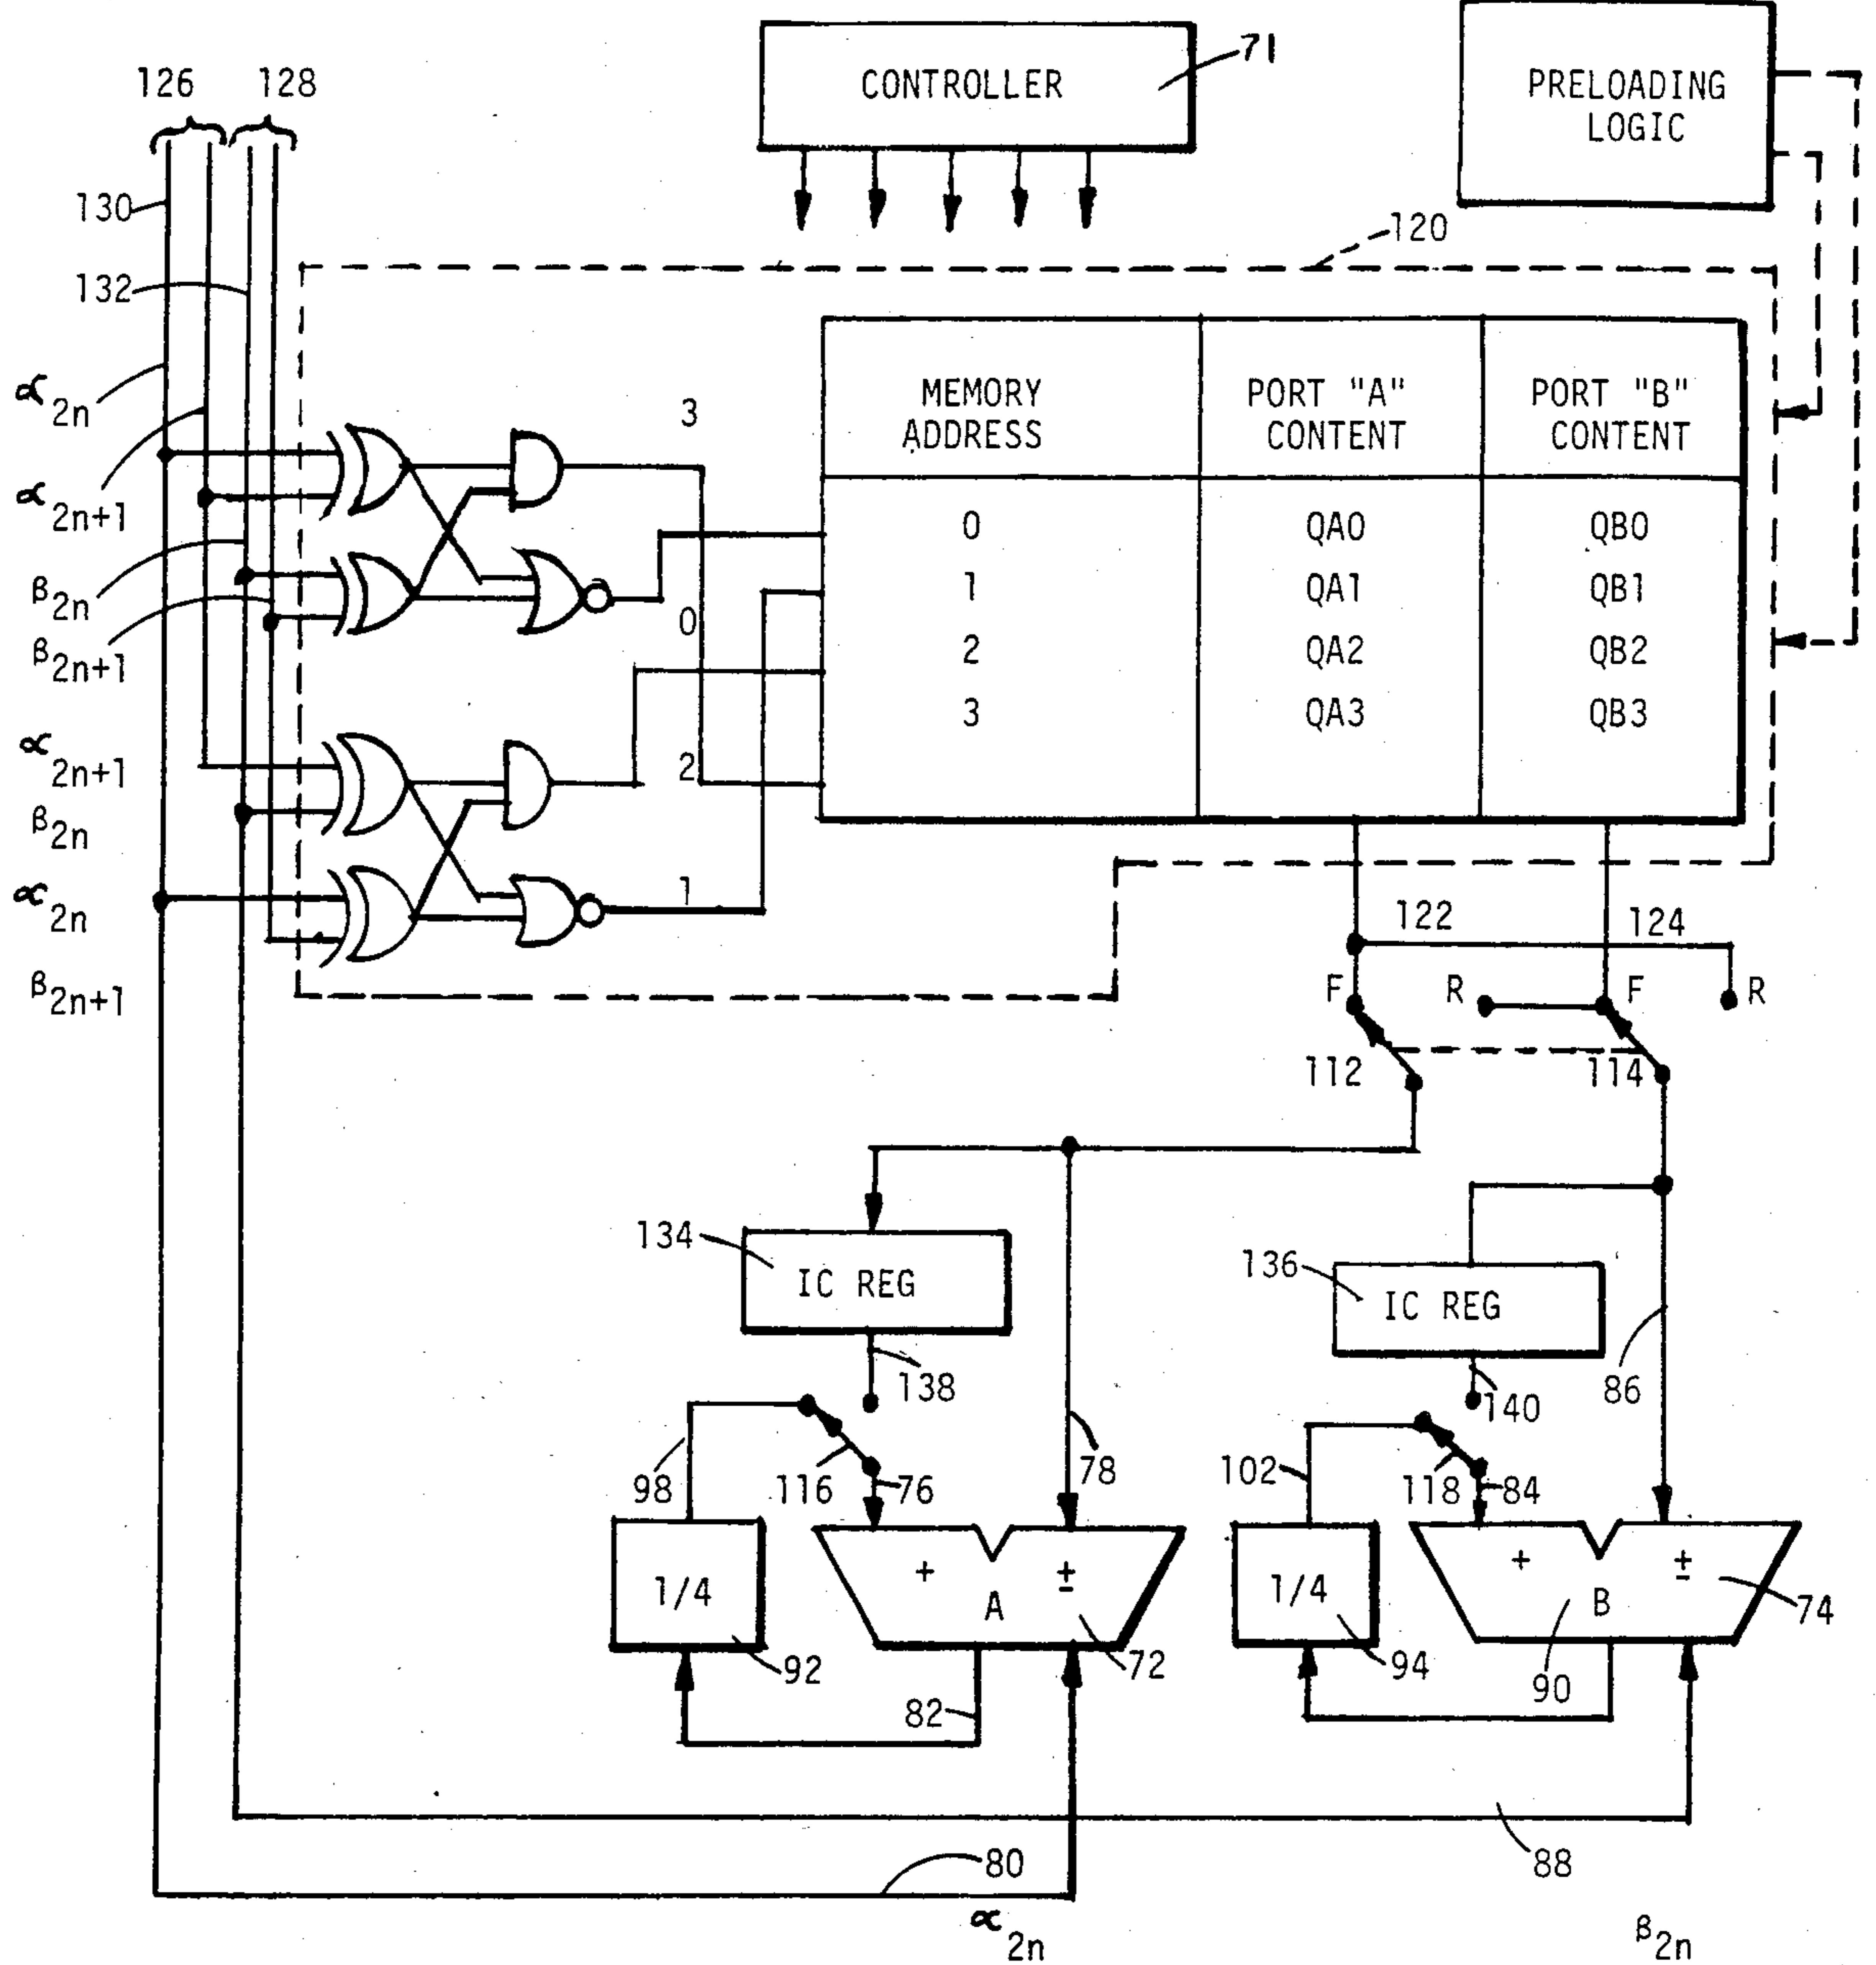 126 128
CONTROLLER
71
PRELOADING
LOGIC
130
120
132
α2n
α2n+1
β2n
β2n+1
α2n+1
β2n
α2n
β2n+1
3
0
2
1
MEMORY ADDRESS PORT "A" CONTENT PORT "B" CONTENT
0 QA0 QB0
1 QA1 QB1
2 QA2 QB2
3 QA3 QB3
122 124
F R F R
112 114
134 IC REG
136 IC REG
138
140
86
98 116 76 78
102 118 84
1/4
+ ±
A
1/4
+ ±
B
92
72
94
90
74
82
80
88
α2n
β2n